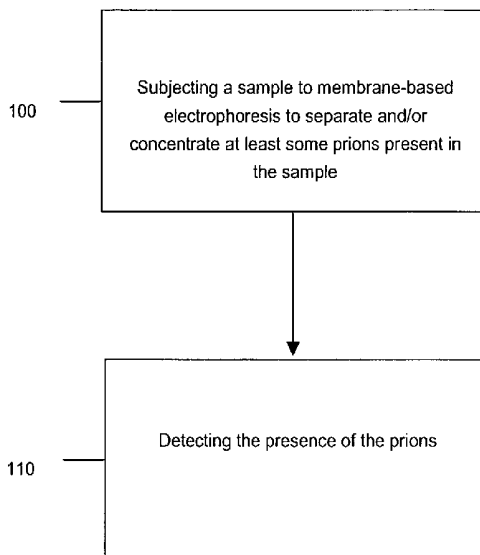 100
Subjecting a sample to membrane-based
electrophoresis to separate and/or
concentrate at least some prions present in
the sample
110
Detecting the presence of the prions